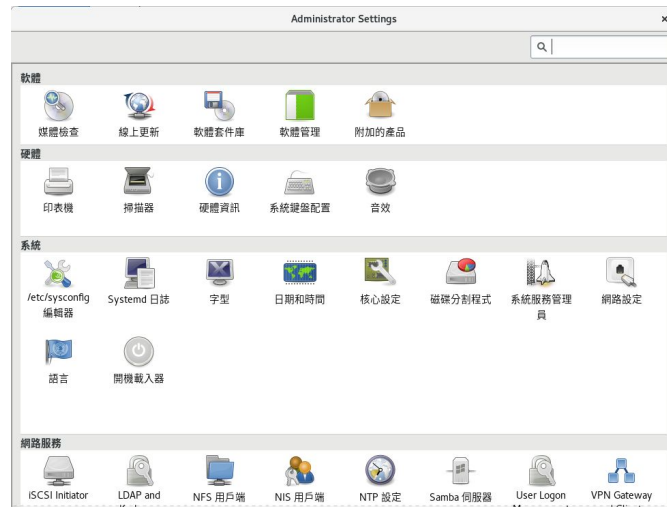 Administrator Settings
軟體
媒體檢查 線上更新 軟體套件庫 軟體管理 附加的產品
硬體
印表機 掃描器 硬體資訊 系統鍵盤配置 音效
系統
/etc/sysconfig 編輯器 Systemd 日誌 字型 日期和時間 核心設定 磁碟分割程式 系統服務管理員 網路設定
語言 開機載入器
網路服務
iSCSI Initiator LDAP and NFS 用戶端 NIS 用戶端 NTP 設定 Samba 伺服器 User Logon VPN Gateway